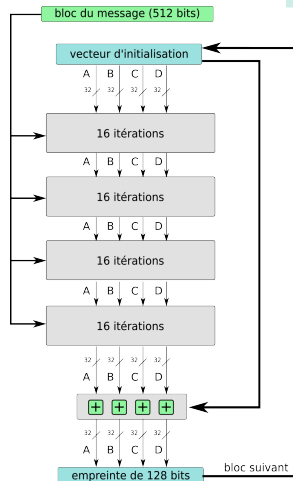 bloc du message (512 bits)
vecteur d'initialisation
A B C D
32 32 32 32
16 itérations
A B C D
16 itérations
A B C D
16 itérations
A B C D
16 itérations
32 32 32 32
A B C D
+ + + +
32 32 32 32
A B C D
bloc suivant
empreinte de 128 bits